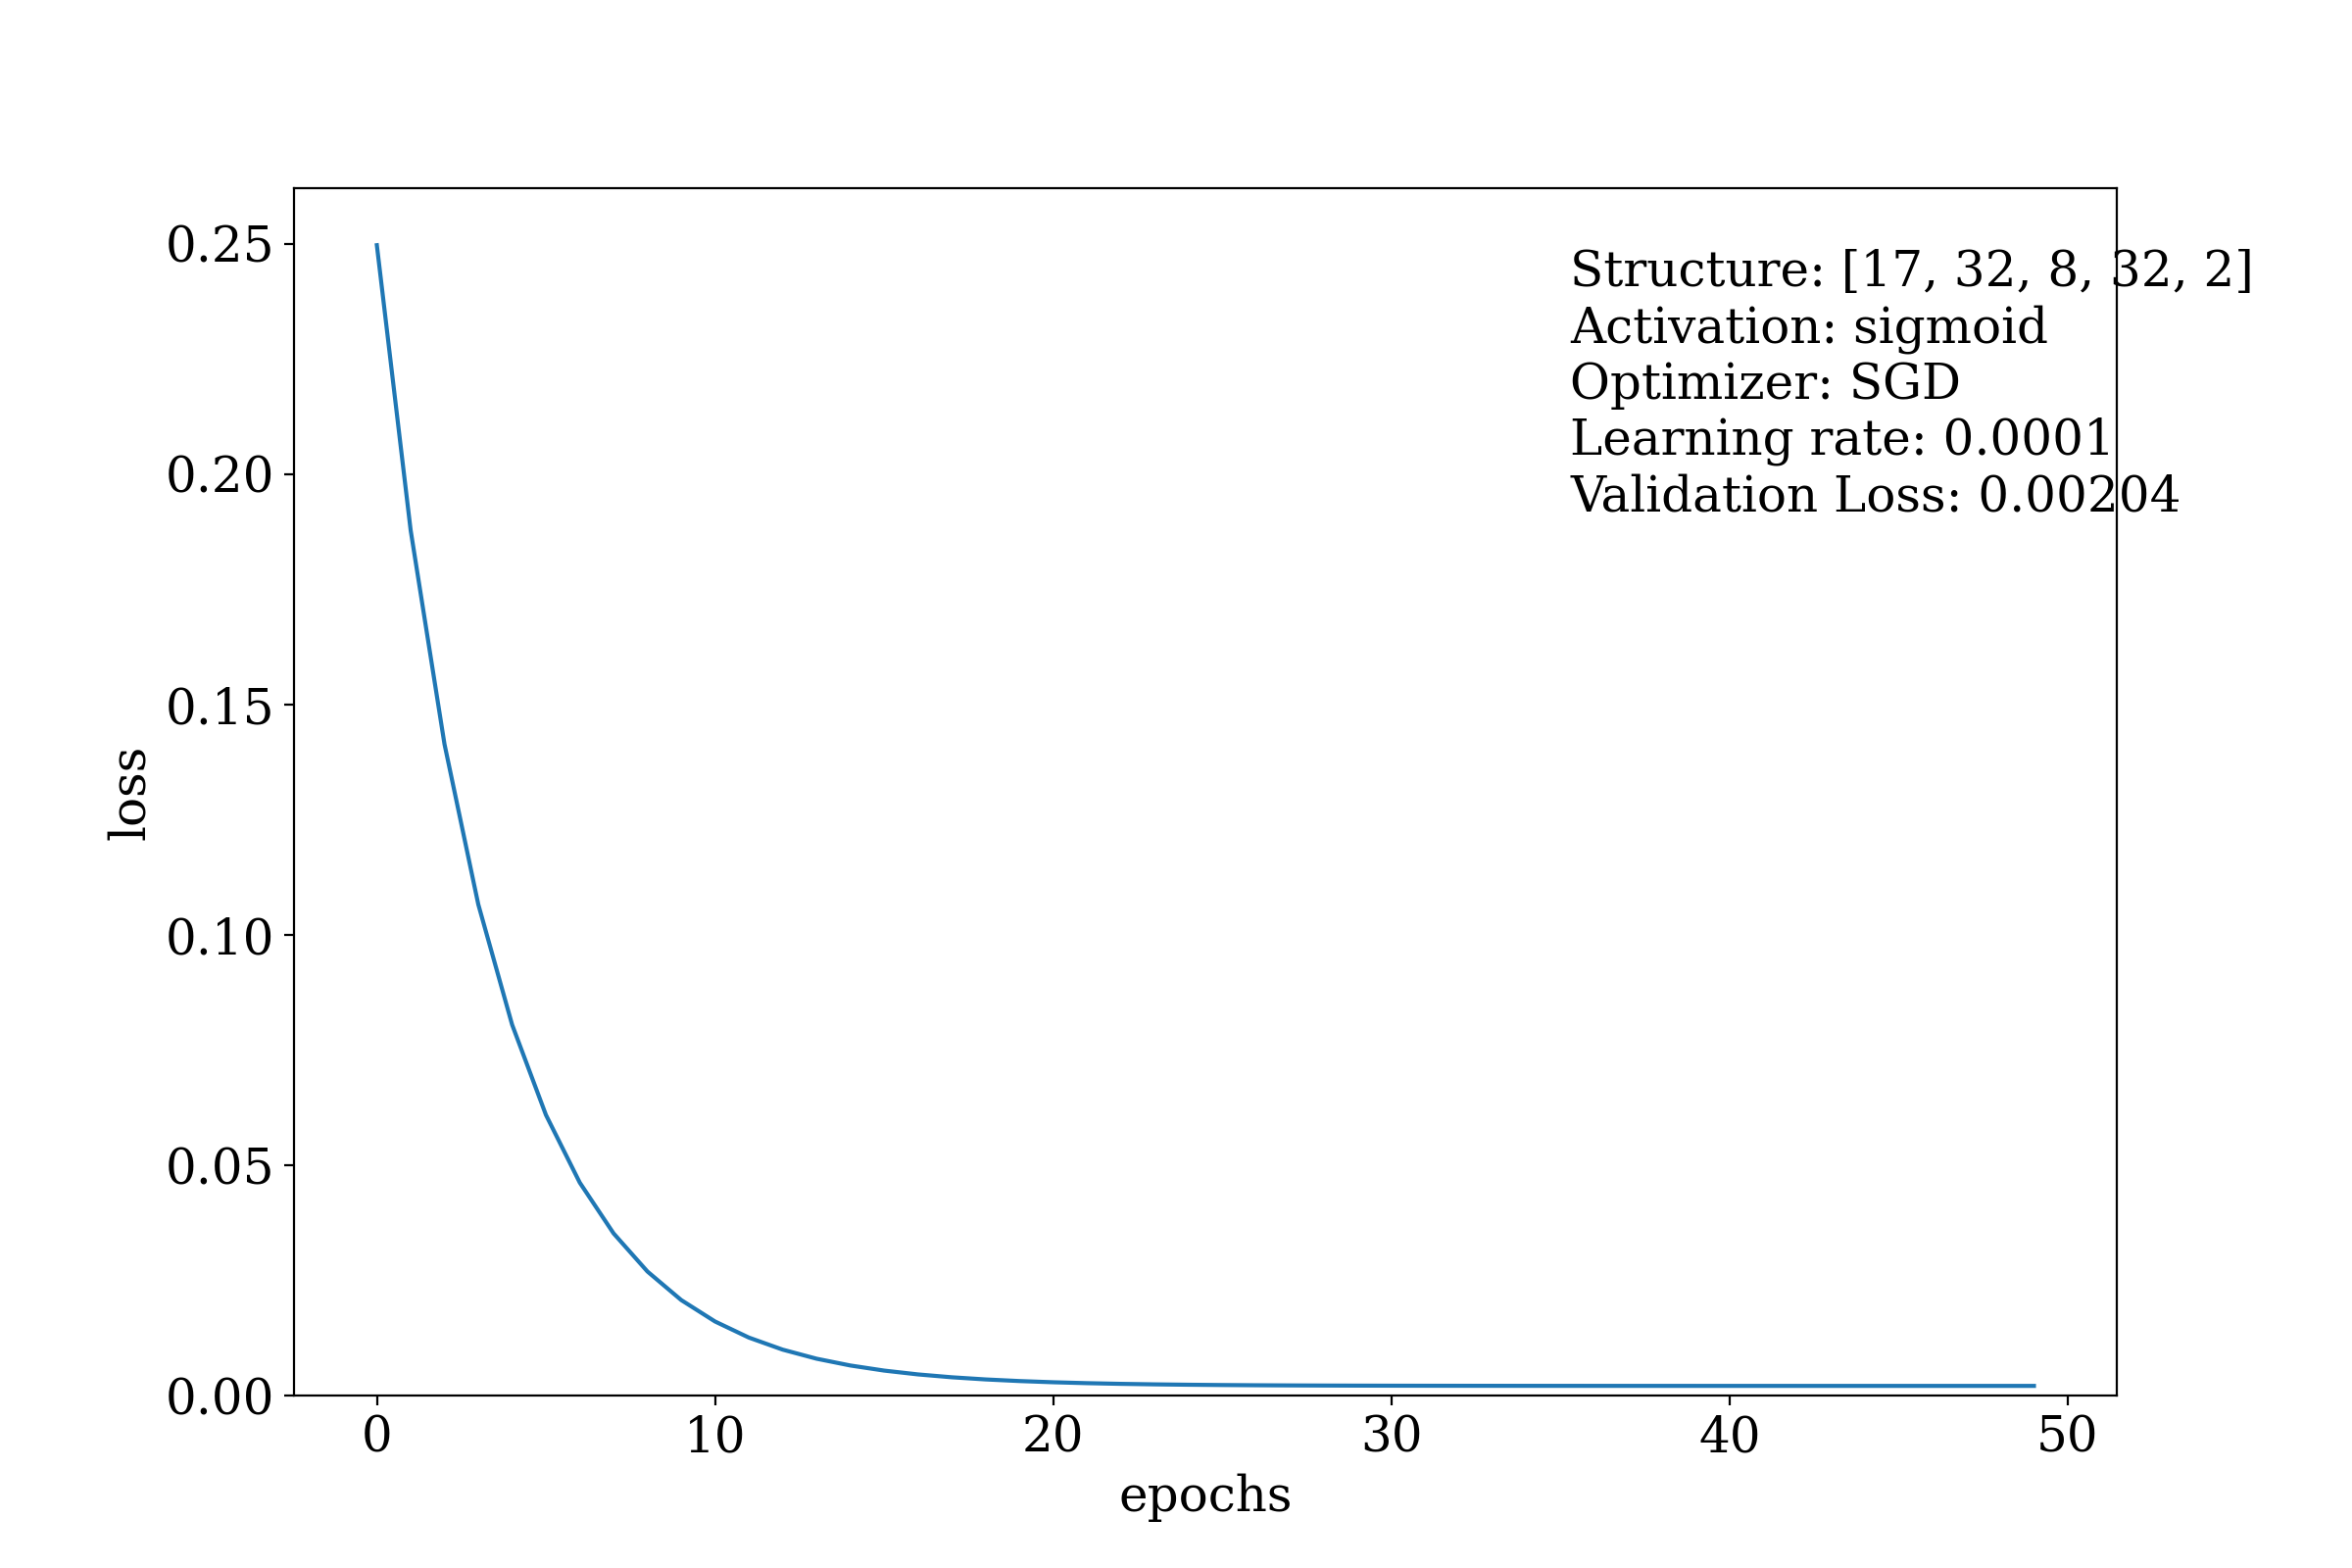 Structure: [17, 32, 8, 32, 2]
Activation: sigmoid
Optimizer: SGD
Learning rate: 0.0001
Validation Loss: 0.00204
0.25
0.20
0.15
0.10
0.05
0.00
loss
0 10 20 30 40 50
epochs